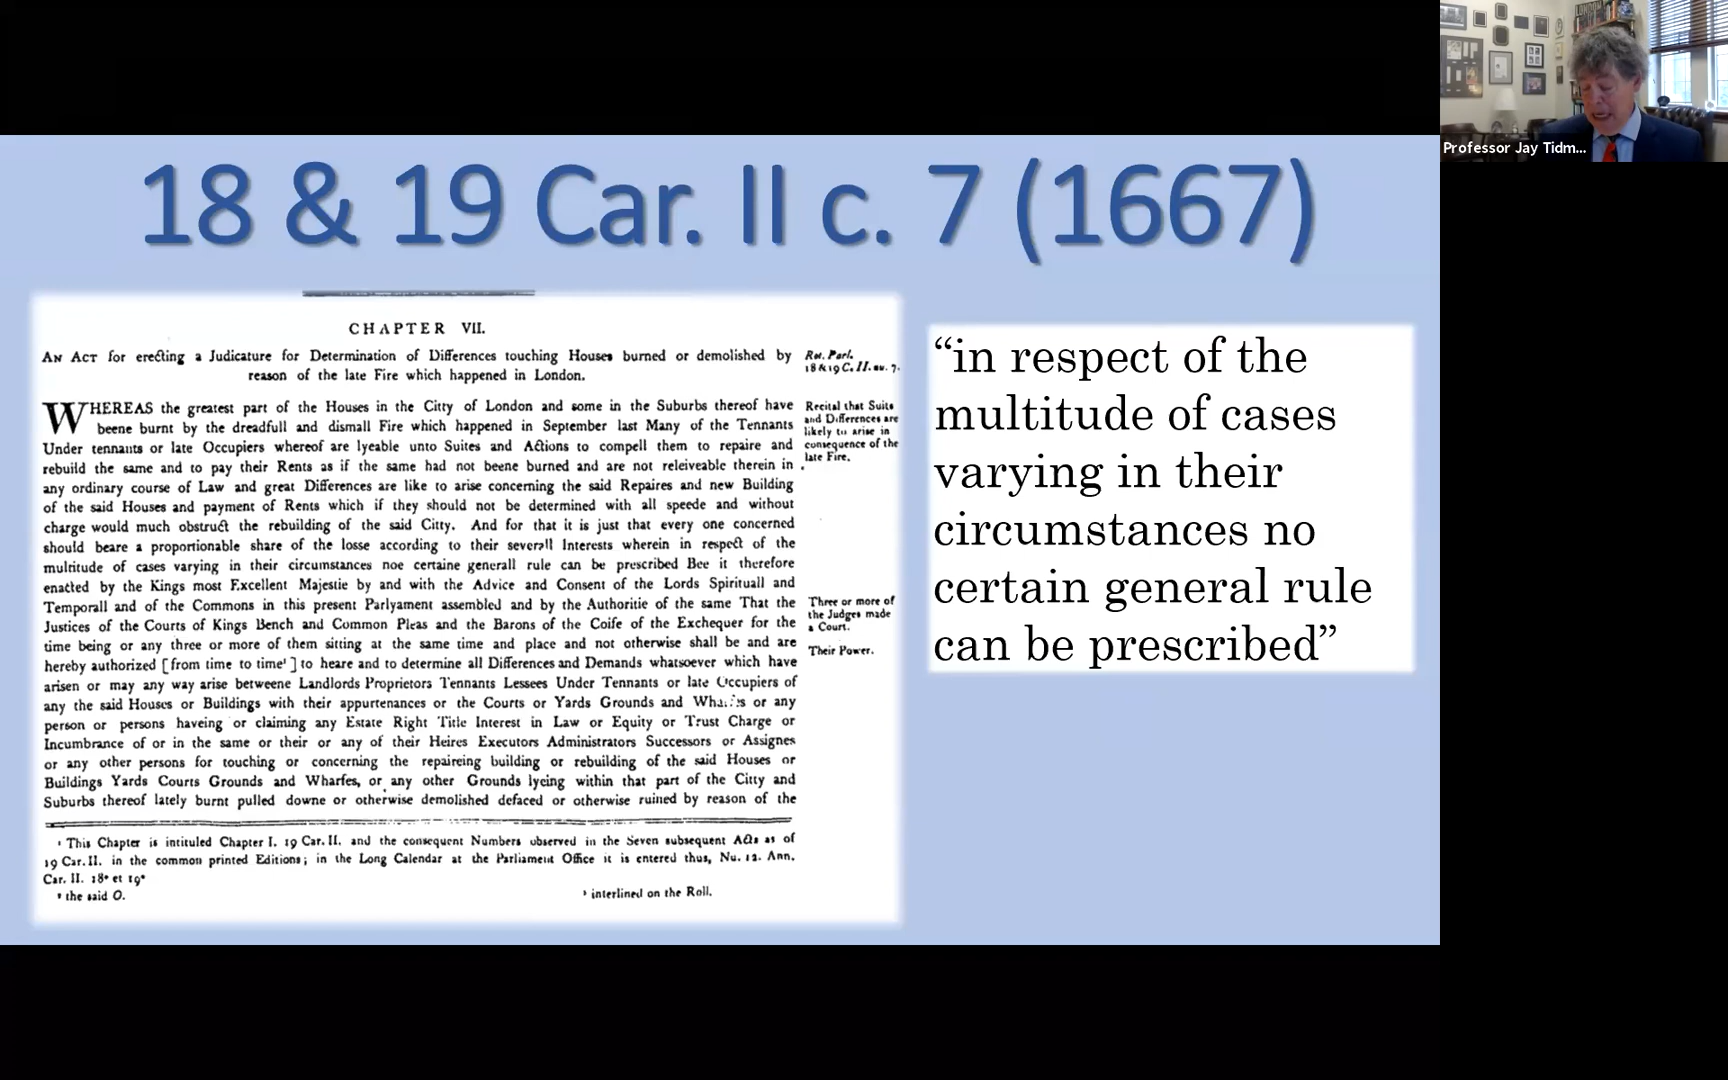 18 & 19 Car. II c. 7 (1667)
CHAPTER VII.
AN ACT for erecting a Judicature for Determination of Differences touching Houses burned or demolished by
reason of the late Fire which happened in London.
Rot. Parl.
18 & 19 C. II. nu. 7.
WHEREAS the greatest part of the Houses in the Citty of London and some in the Suburbs thereof have
beene burnt by the dreadfull and dismall Fire which happened in September last Many of the Tennants
Under tennants or late Occupiers whereof are lyeable unto Suites and Actions to compell them to repaire and
rebuild the same and to pay their Rents as if the same had not beene burned and are not releiveable therein in
any ordinary course of Law and great Differences are like to arise concerning the said Repaires and new Building
of the said Houses and payment of Rents which if they should not be determined with all speede and without
charge would much obstruct the rebuilding of the said Citty. And for that it is just that every one concerned
should beare a proportionable share of the losse according to their severall Interests wherein in respect of the
multitude of cases varying in their circumstances noe certaine generall rule can be prescribed Bee it therefore
enacted by the Kings most Excellent Majestie by and with the Advice and Consent of the Lords Spirituall and
Temporall and of the Commons in this present Parlyament assembled and by the Authoritie of the same That the
Justices of the Courts of Kings Bench and Common Pleas and the Barons of the Coife of the Exchequer for the
time being or any three or more of them sitting at the same time and place and not otherwise shall be and are
hereby authorized [from time to time¹] to heare and to determine all Differences and Demands whatsoever which have
arisen or may any way arise betweene Landlords Proprietors Tennants Lessees Under Tennants or late Occupiers of
any the said Houses or Buildings with their appurtenances or the Courts or Yards Grounds and or any
person or persons haveing or claiming any Estate Right Title Interest in Law or Equity or Trust Charge or
Incumbrance of or in the same or their or any of their Heires Executors Administrators Successors or Assignes
or any other persons for touching or concerning the repaireing building or rebuilding of the said Houses or
Buildings Yards Courts Grounds and Wharfes, or any other Grounds lyeing within that part of the Citty and
Suburbs thereof lately burnt pulled downe or otherwise demolished defaced or otherwise ruined by reason of the
Recital that Suits
and Differences are
likely to arise in
consequence of the
late Fire.
Three or more of
the Judges made
a Court.
Their Power.
¹ This Chapter is intituled Chapter I. 19 Car. II. and the consequent Numbers observed in the Seven subsequent Acts as of
19 Car. II. in the common printed Editions; in the Long Calendar at the Parliament Office it is entered thus, Nu. 12. Ann.
Car. II. 18° et 19°
² the said O.
³ interlined on the Roll.
“in respect of the
multitude of cases
varying in their
circumstances no
certain general rule
can be prescribed”
Professor Jay Tidm...